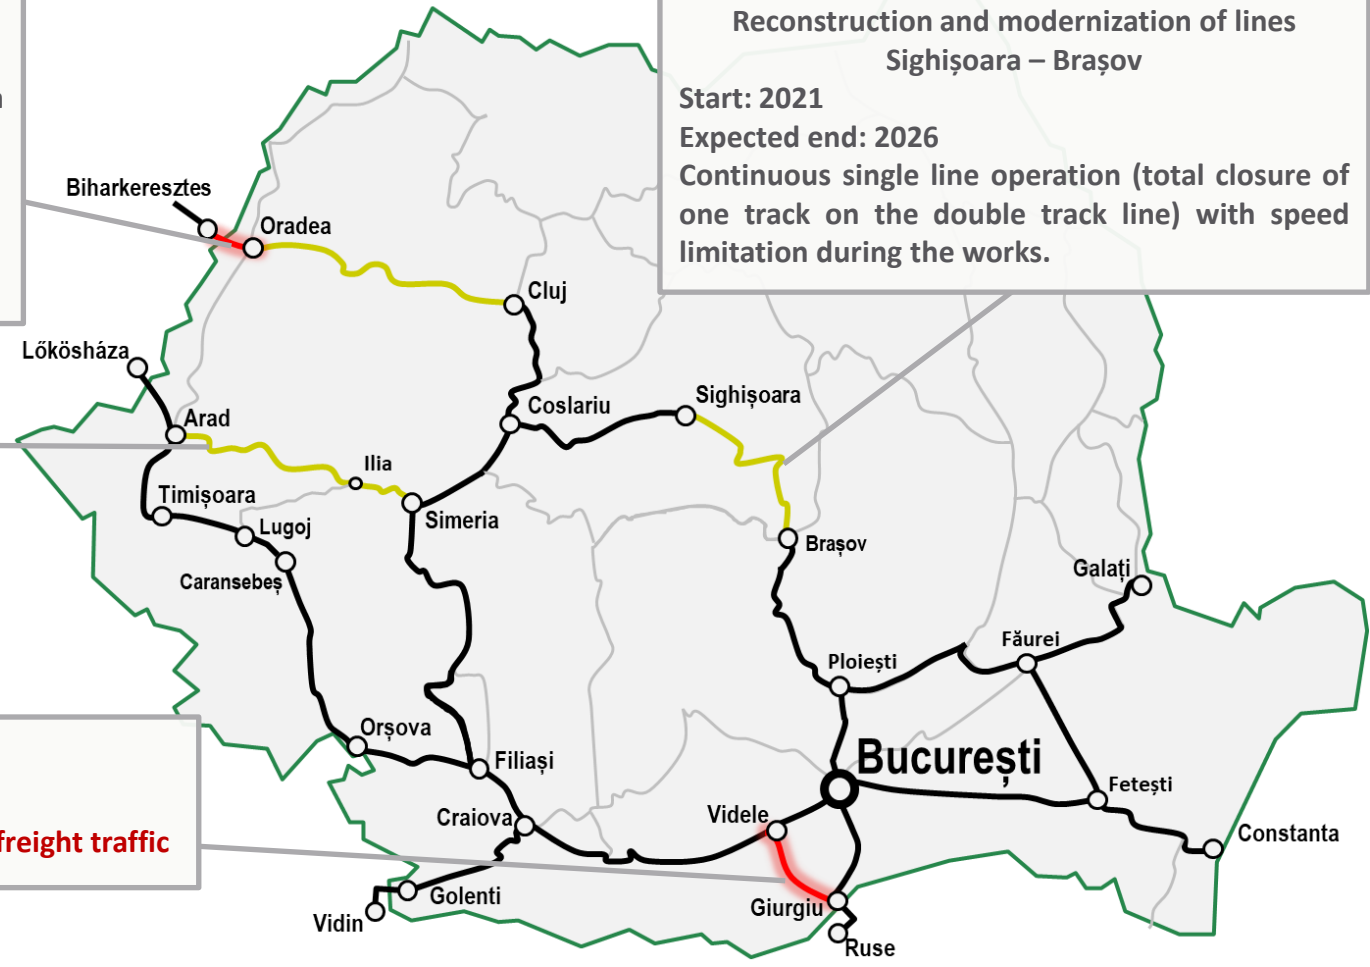 Reconstruction and modernization of lines
Sighișoara – Brașov
Start: 2021
Expected end: 2026
Continuous single line operation (total closure of
one track on the double track line) with speed
limitation during the works.
Biharkeresztes
Oradea
Cluj
Lőkösháza
Arad
Coslariu
Sighișoara
Ilia
Timișoara
Simeria
Lugoj
Brașov
Caransebeș
Galați
Făurei
Ploiești
Orșova
Filiași
București
Fetești
Craiova
Videle
Constanta
freight traffic
Golenti
Giurgiu
Vidin
Ruse